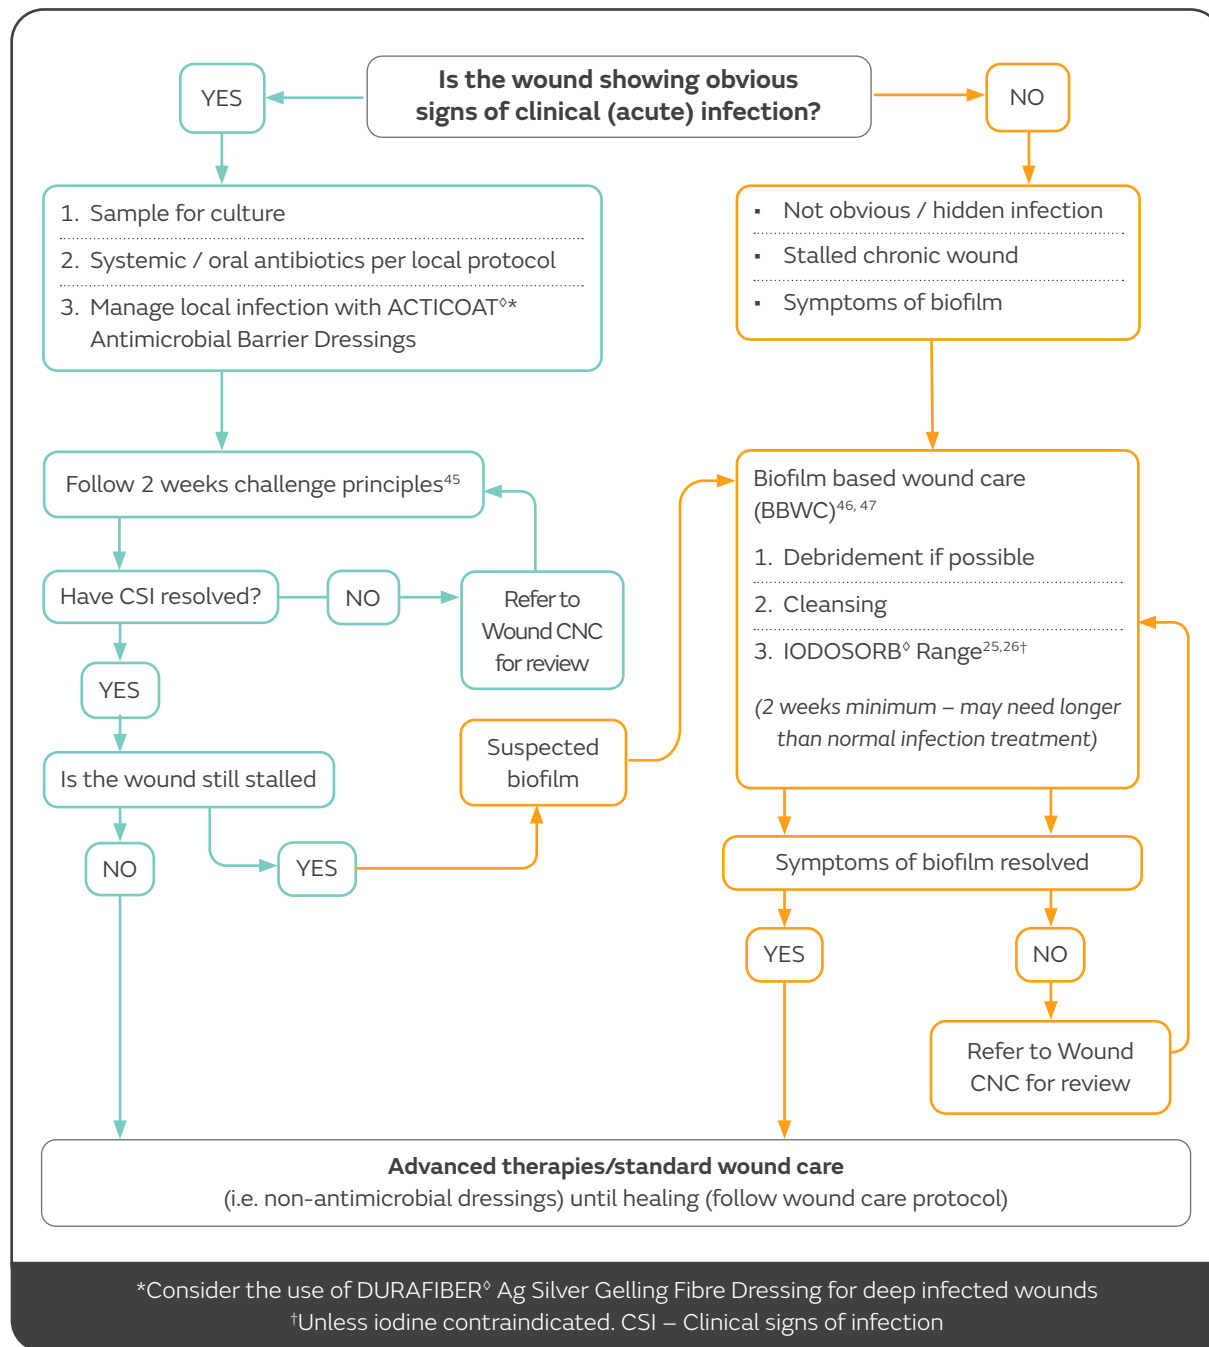 Is the wound showing obvious
signs of clinical (acute) infection?
YES
NO
1. Sample for culture
2. Systemic / oral antibiotics per local protocol
3. Manage local infection with ACTICOAT◊*
Antimicrobial Barrier Dressings
▪ Not obvious / hidden infection
▪ Stalled chronic wound
▪ Symptoms of biofilm
Follow 2 weeks challenge principles⁴⁵
Have CSI resolved?
NO
Refer to
Wound CNC
for review
YES
Is the wound still stalled
NO
YES
Suspected
biofilm
Biofilm based wound care
(BBWC)⁴⁶, ⁴⁷
1. Debridement if possible
2. Cleansing
3. IODOSORB◊ Range²⁵,²⁶†
(2 weeks minimum – may need longer
than normal infection treatment)
Symptoms of biofilm resolved
YES
NO
Refer to Wound
CNC for review
Advanced therapies/standard wound care
(i.e. non-antimicrobial dressings) until healing (follow wound care protocol)
*Consider the use of DURAFIBER◊ Ag Silver Gelling Fibre Dressing for deep infected wounds
†Unless iodine contraindicated. CSI – Clinical signs of infection